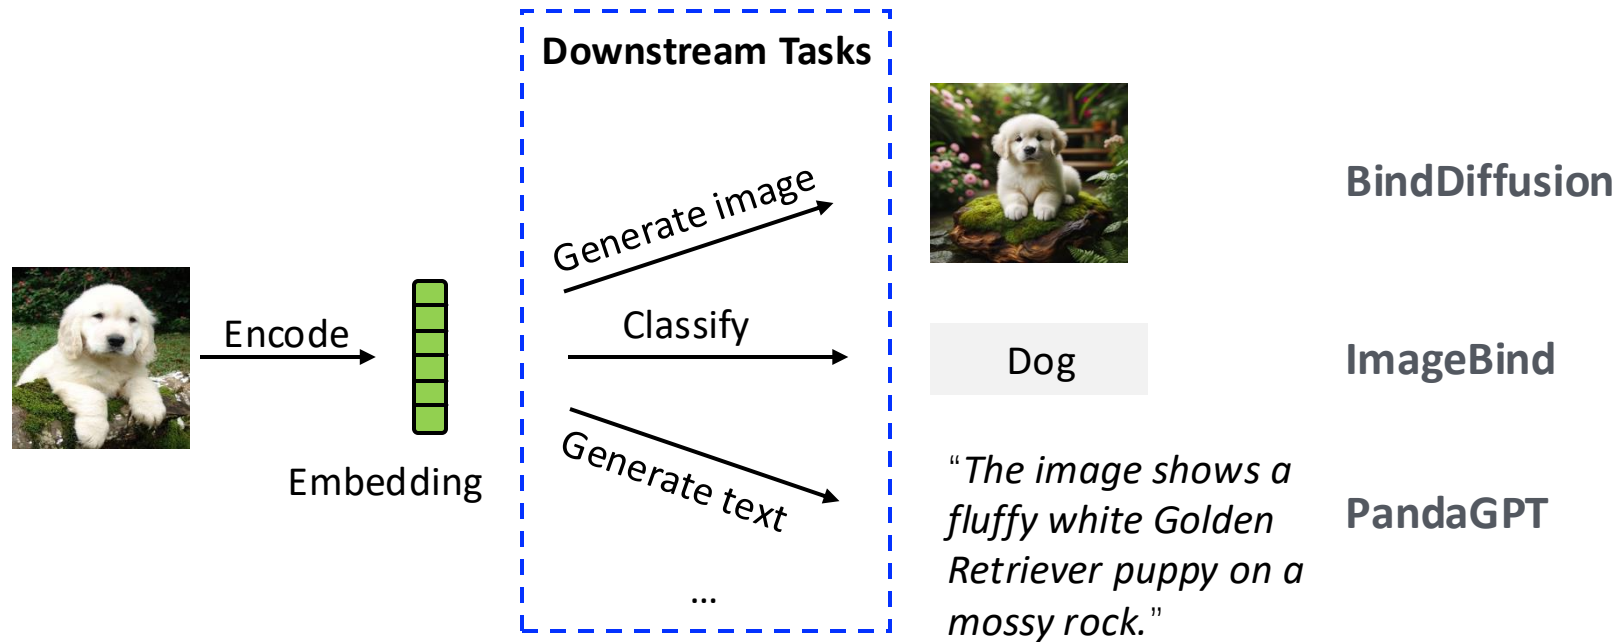 Downstream Tasks
Encode
Embedding
Generate image
Classify
Generate text
...
BindDiffusion
Dog
ImageBind
“The image shows a
fluffy white Golden
Retriever puppy on a
mossy rock.”
PandaGPT